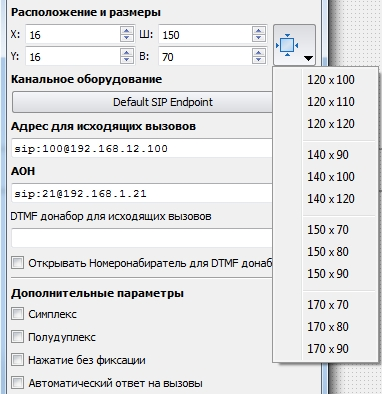 Расположение и размеры
X: 16 Ш: 150
Y: 16 В: 70
Канальное оборудование
Default SIP Endpoint
Адрес для исходящих вызовов
sip:100@192.168.12.100
АОН
sip:21@192.168.1.21
DTMF донабор для исходящих вызовов
Открывать Номеронабиратель для DTMF донаб
Дополнительные параметры
Симплекс
Полудуплекс
Нажатие без фиксации
Автоматический ответ на вызовы
120 x 100
120 x 110
120 x 120
140 x 90
140 x 100
140 x 120
150 x 70
150 x 80
150 x 90
170 x 70
170 x 80
170 x 90